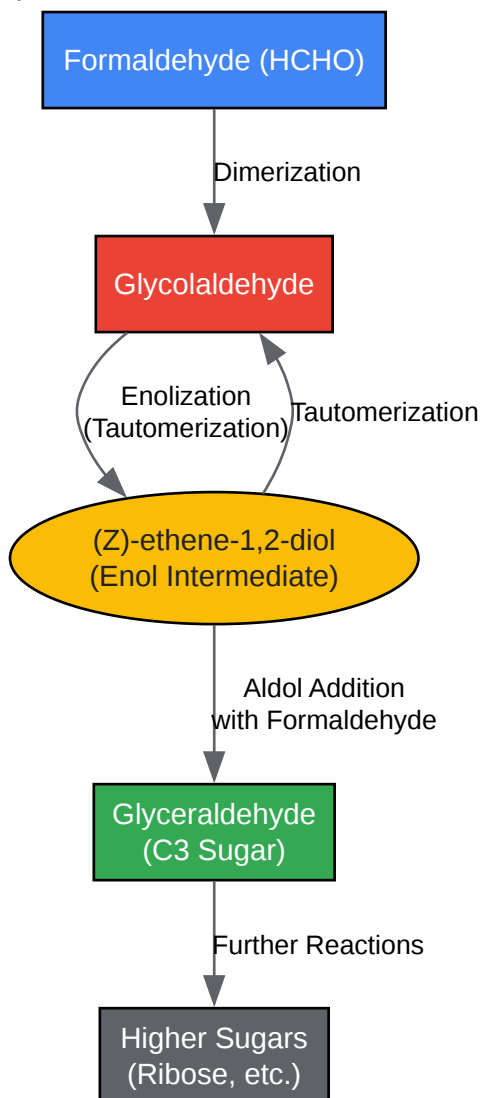 Formaldehyde (HCHO)
Dimerization
Glycolaldehyde
Enolization
(Tautomerization)
Tautomerization
(Z)-ethene-1,2-diol
(Enol Intermediate)
Aldol Addition
with Formaldehyde
Glyceraldehyde
(C3 Sugar)
Further Reactions
Higher Sugars
(Ribose, etc.)